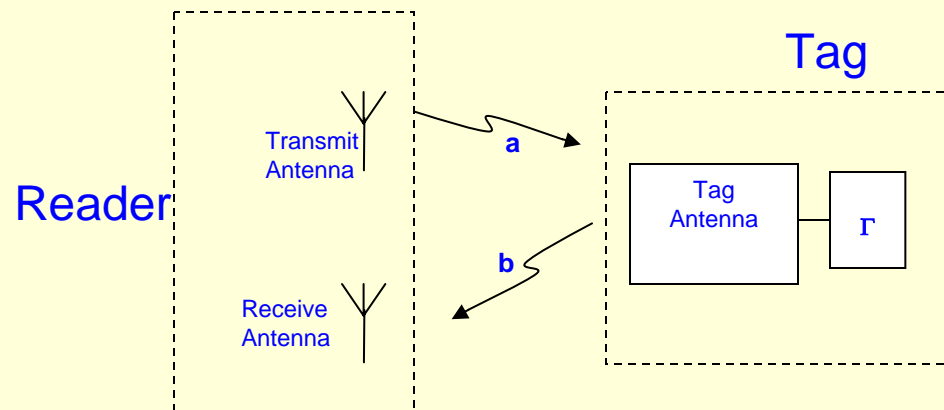 Tag
Transmit
Antenna
a
Reader
Tag
Antenna
Γ
b
Receive
Antenna